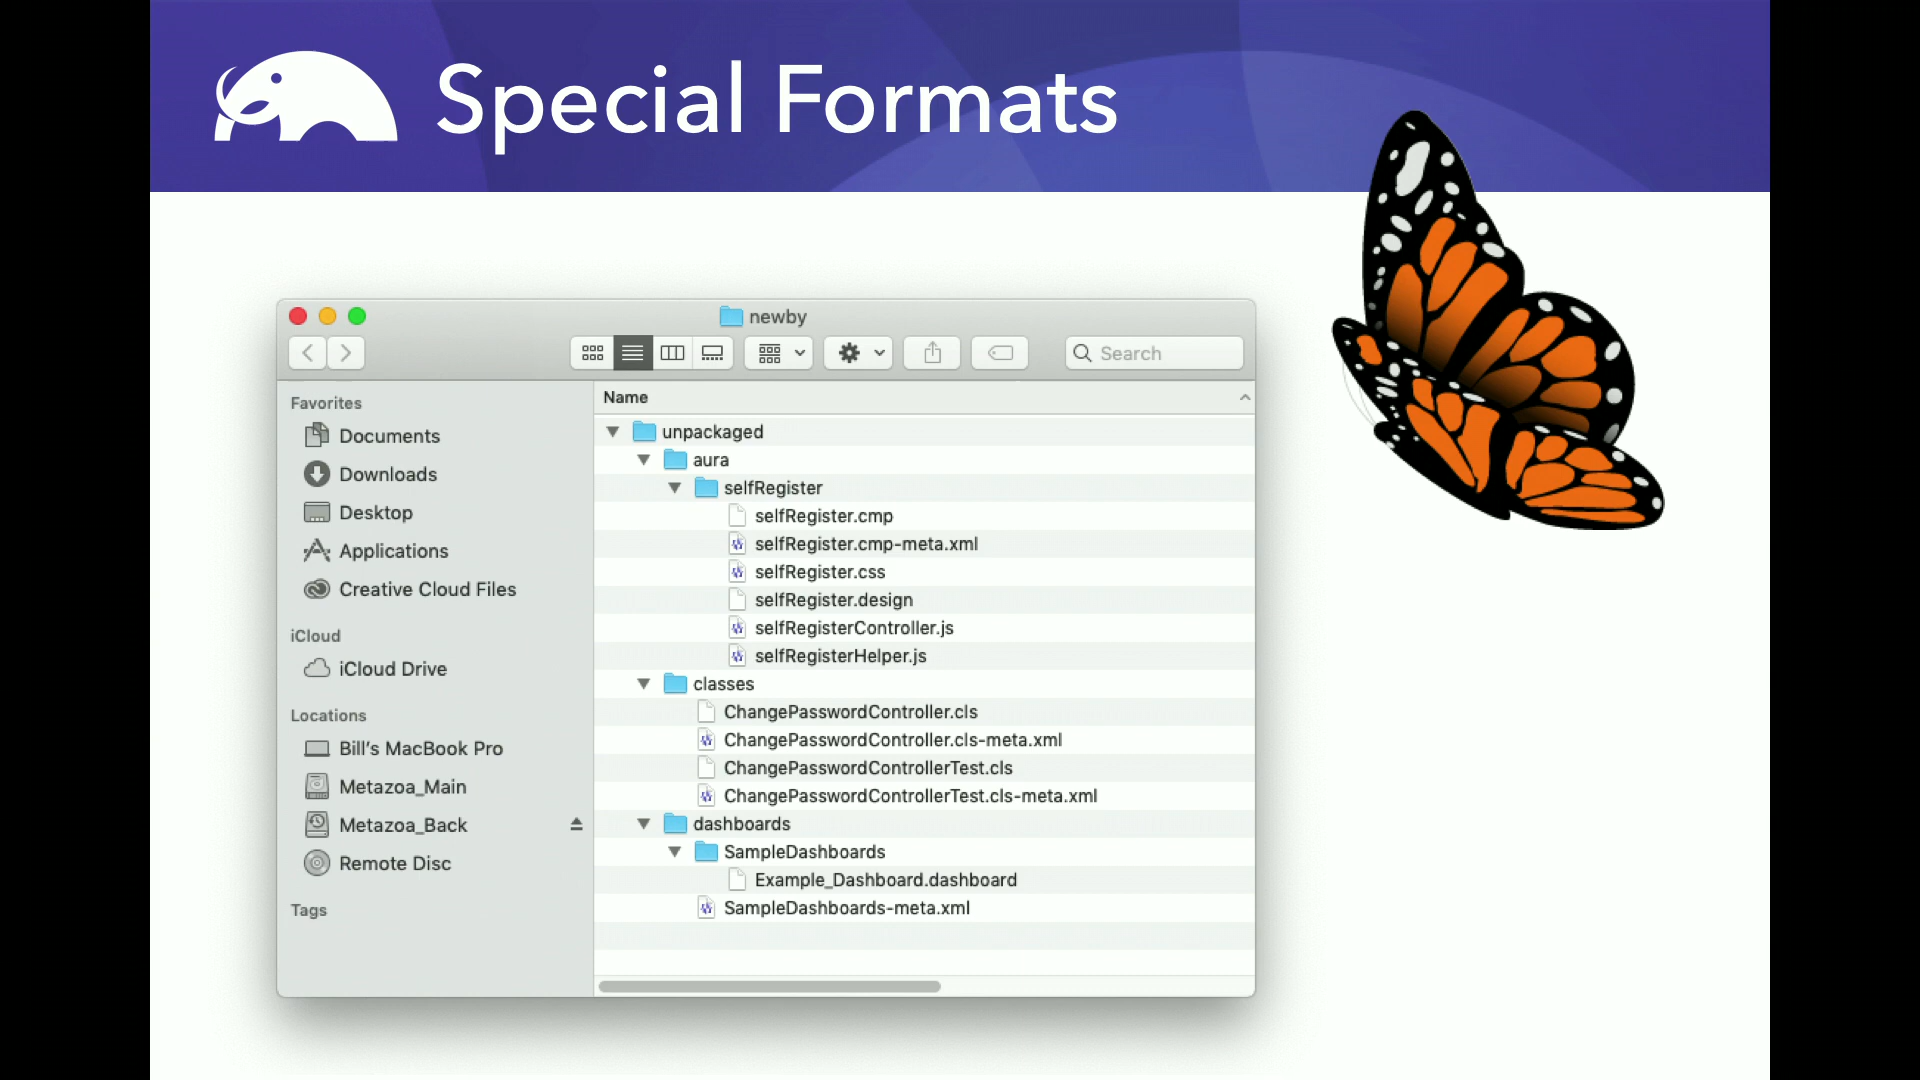 Special Formats
newby
Search
Favorites
Documents
Downloads
Desktop
Applications
Creative Cloud Files
iCloud
iCloud Drive
Locations
Bill's MacBook Pro
Metazoa_Main
Metazoa_Back
Remote Disc
Tags
Name
unpackaged
aura
selfRegister
selfRegister.cmp
selfRegister.cmp-meta.xml
selfRegister.css
selfRegister.design
selfRegisterController.js
selfRegisterHelper.js
classes
ChangePasswordController.cls
ChangePasswordController.cls-meta.xml
ChangePasswordControllerTest.cls
ChangePasswordControllerTest.cls-meta.xml
dashboards
SampleDashboards
Example_Dashboard.dashboard
SampleDashboards-meta.xml